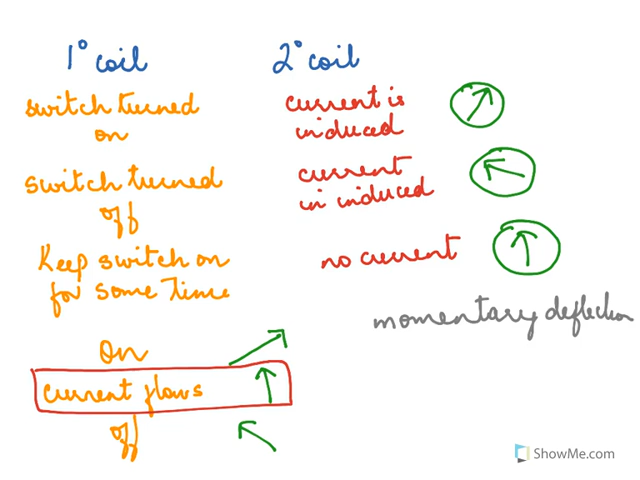 1° coil
2° coil
switch turned
on
current is
induced
switch turned
off
current
in induced
Keep switch on
for some Time
no current
momentary deflection
On
current flows
off
ShowMe.com